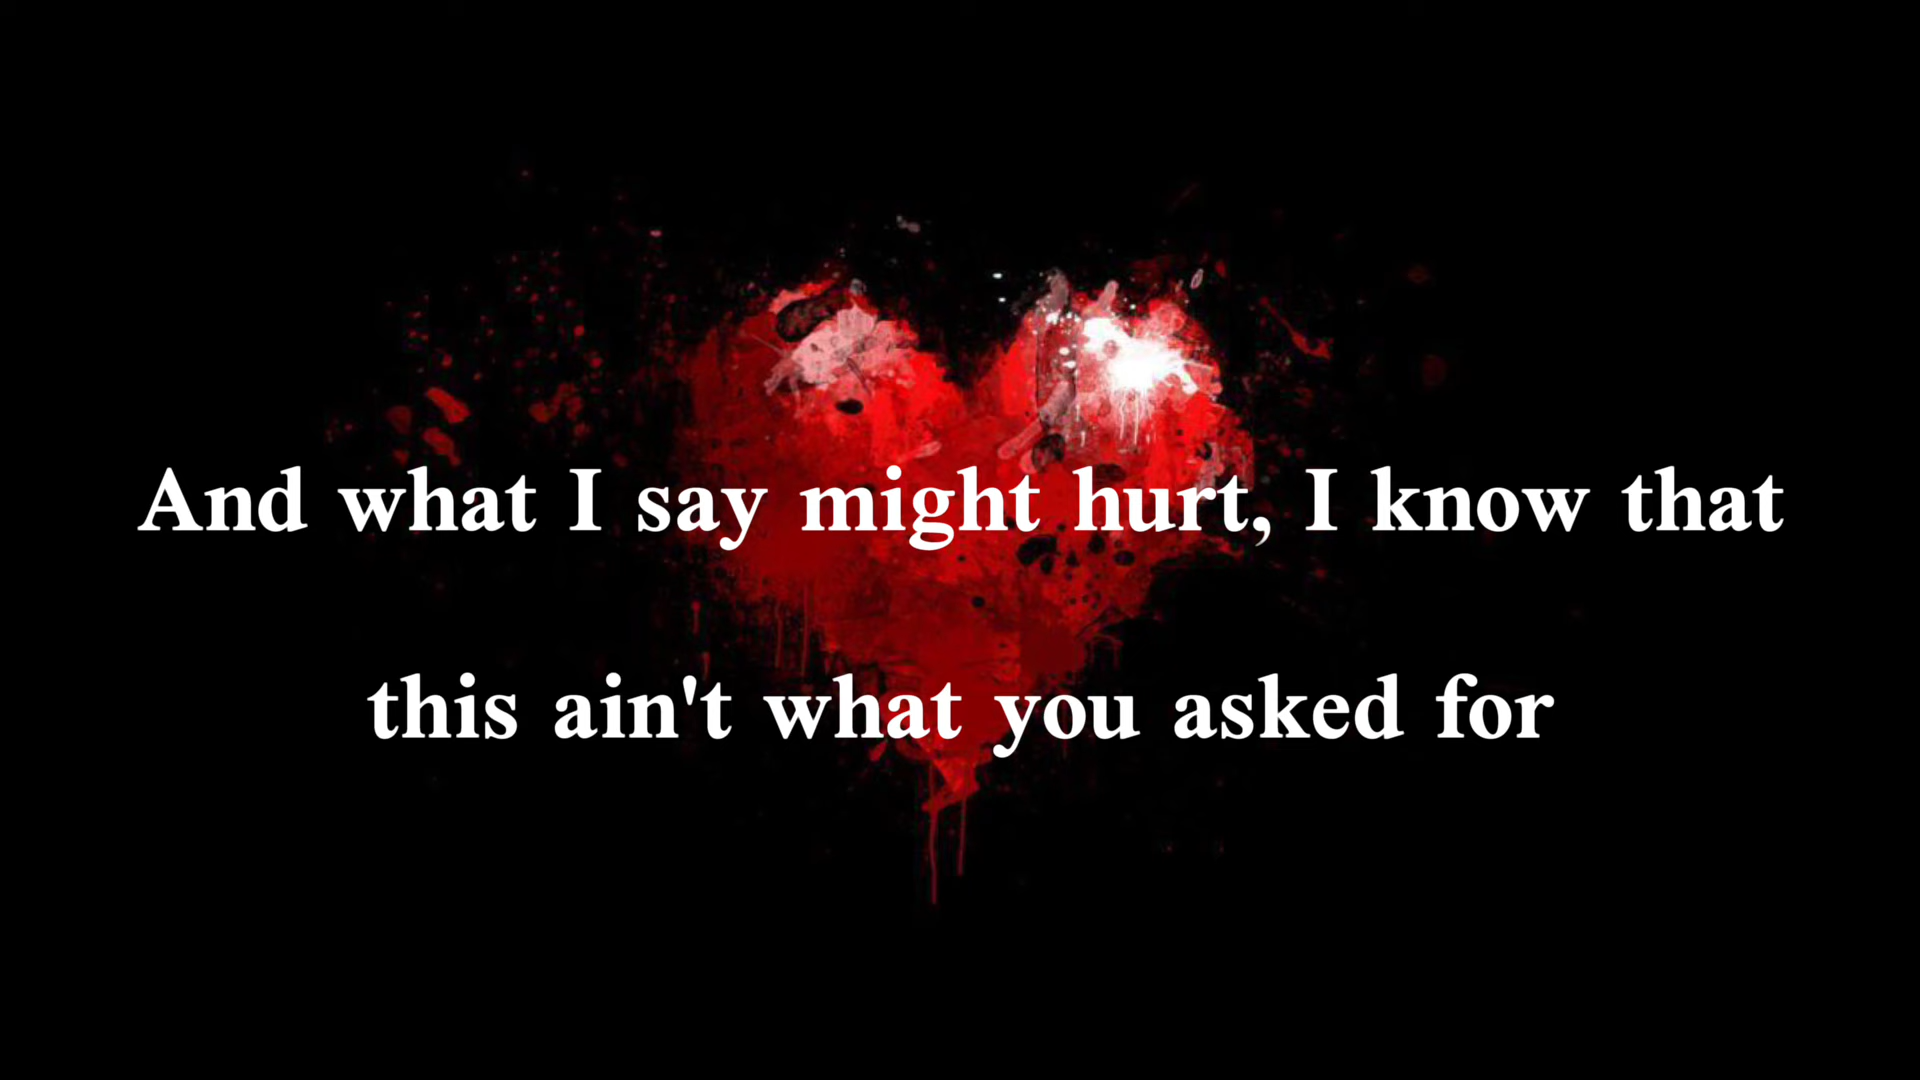 And what I say might hurt, I know that
this ain't what you asked for